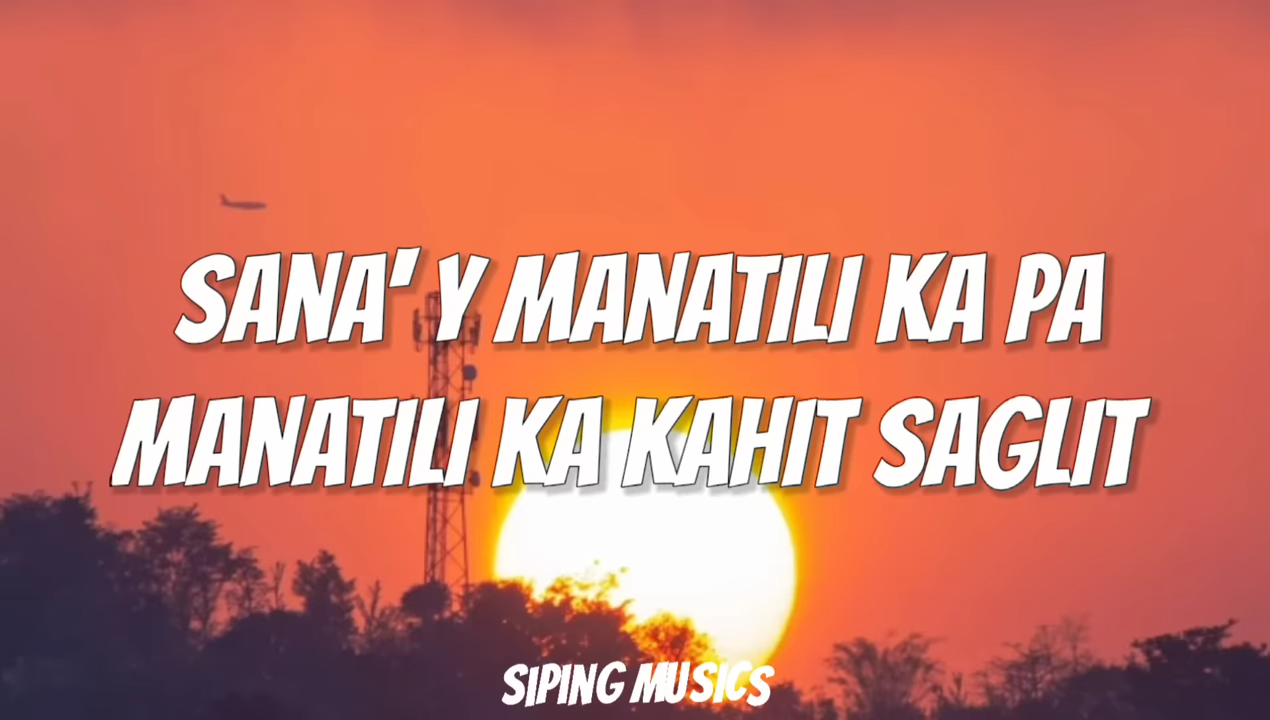 SANA'Y MANATILI KA PA
MANATILI KA KAHIT SAGLIT
SIPING MUSICS